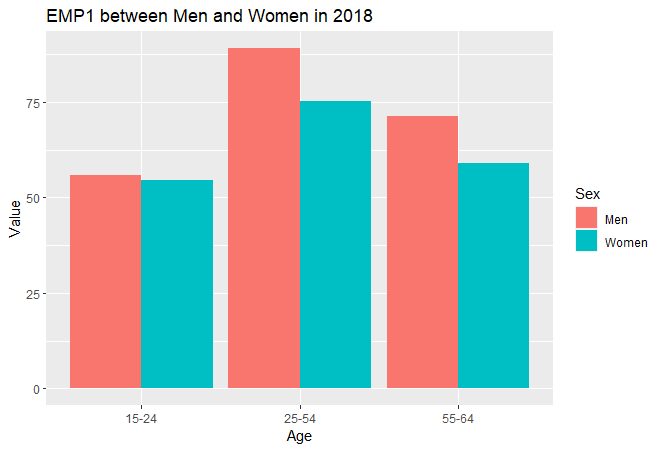 EMP1 between Men and Women in 2018
Value
75
50
25
0
15-24
25-54
55-64
Age
Sex
Men
Women